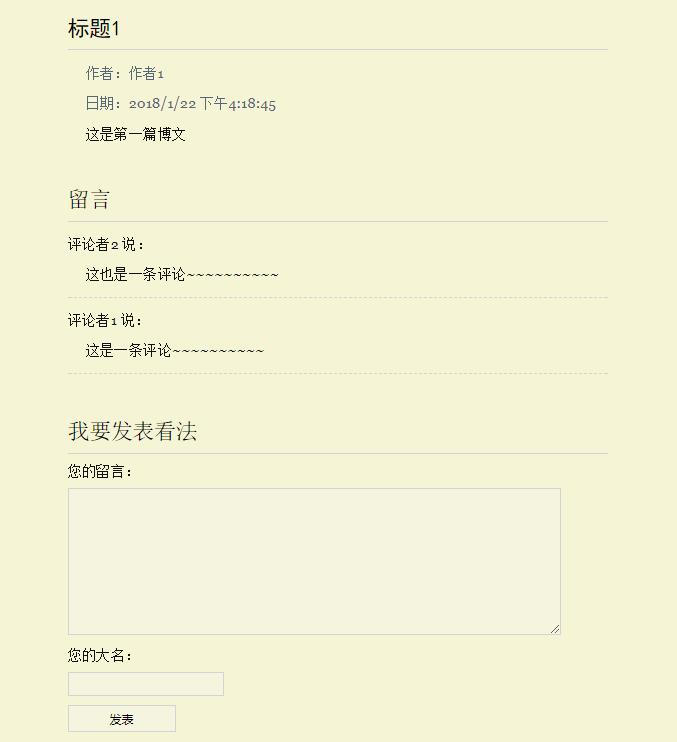 标题1
作者：作者1
日期：2018/1/22 下午4:18:45
这是第一篇博文
留言
评论者2 说：
这也是一条评论~~~~~~~~~~
评论者1 说：
这是一条评论~~~~~~~~~~
我要发表看法
您的留言：
您的大名：
发表